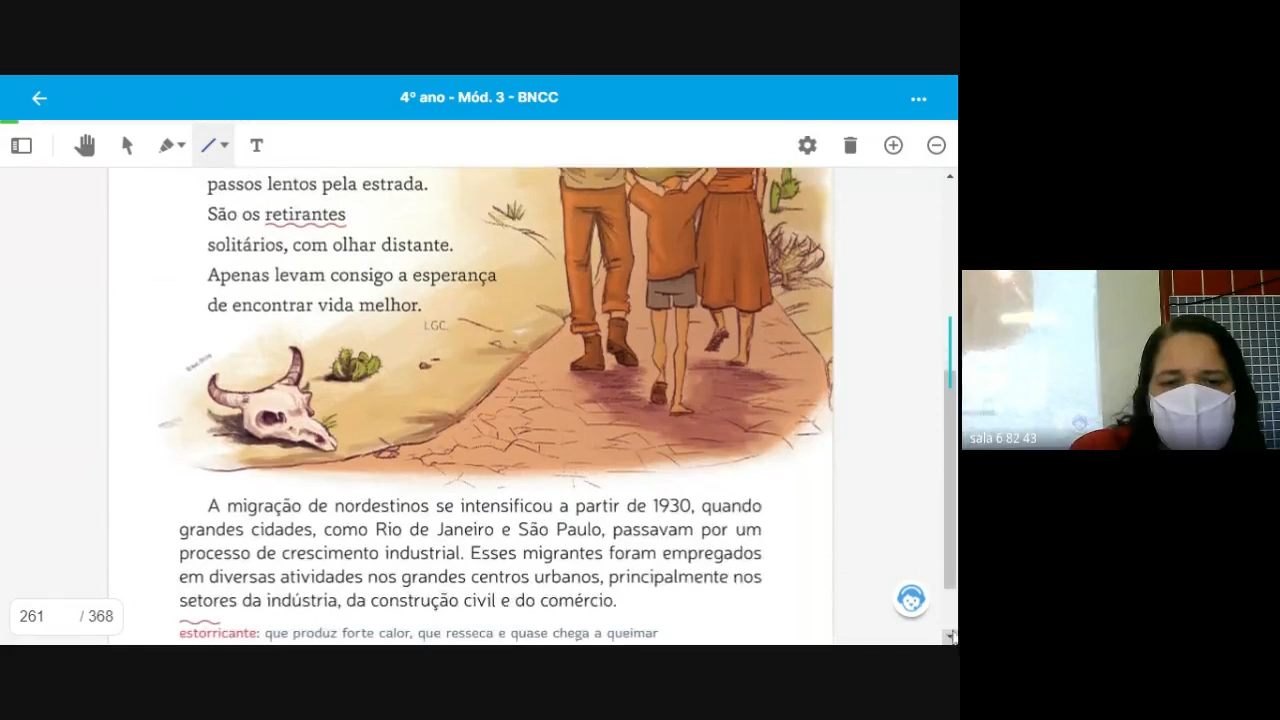 4º ano - Mód. 3 - BNCC
T
passos lentos pela estrada.
São os retirantes
solitários, com olhar distante.
Apenas levam consigo a esperança
de encontrar vida melhor.
LGC.
A migração de nordestinos se intensificou a partir de 1930, quando
grandes cidades, como Rio de Janeiro e São Paulo, passavam por um
processo de crescimento industrial. Esses migrantes foram empregados
em diversas atividades nos grandes centros urbanos, principalmente nos
setores da indústria, da construção civil e do comércio.
estorricante: que produz forte calor, que resseca e quase chega a queimar
261 / 368
sala 6 82 43